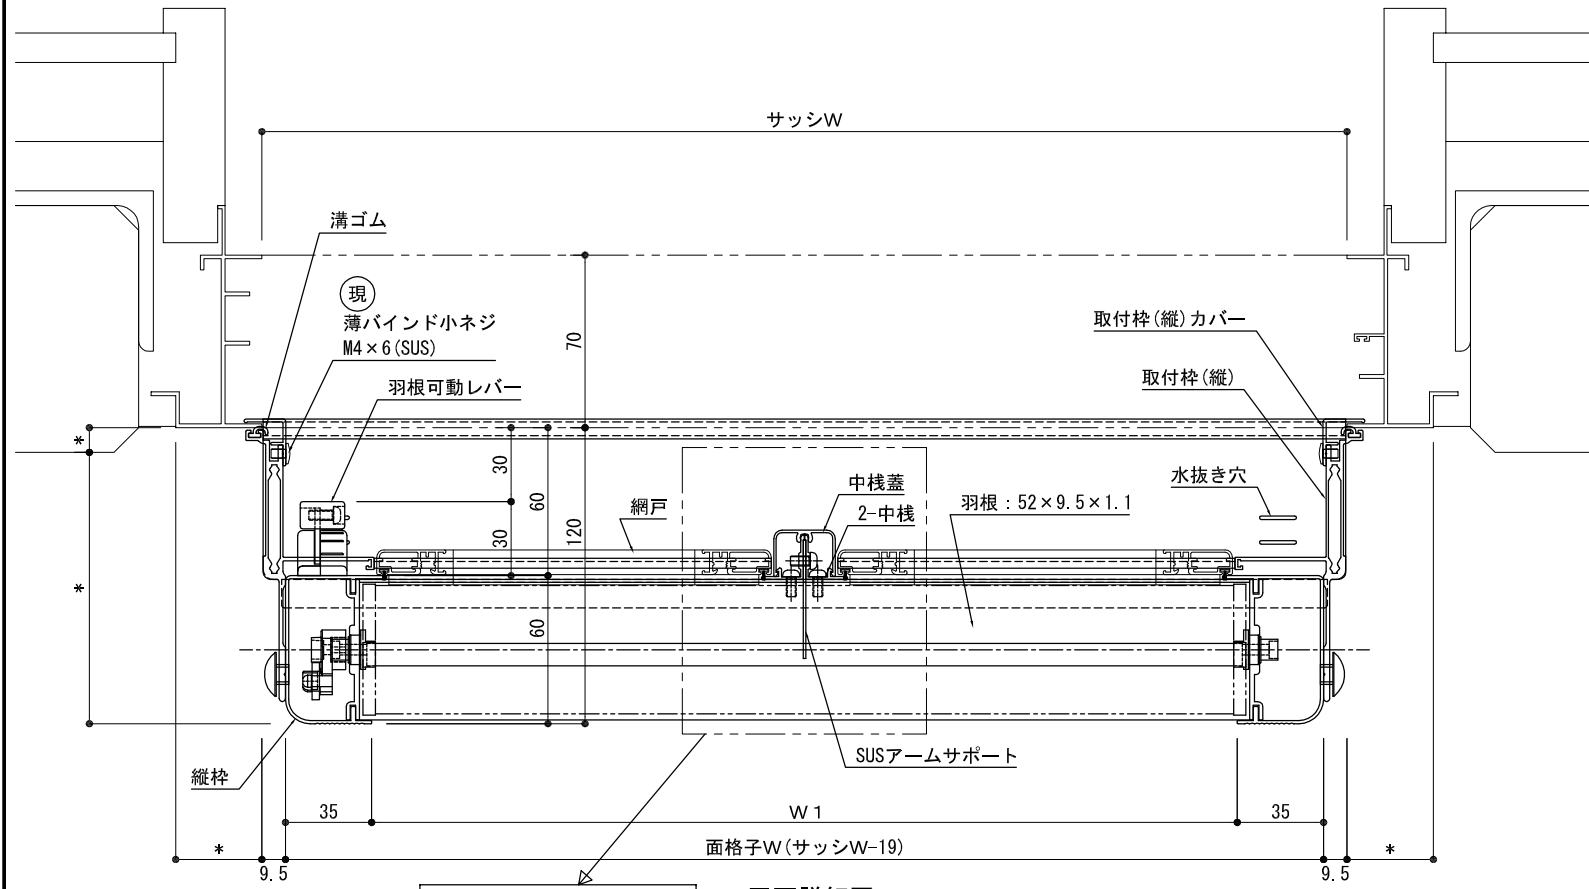 サッシW
溝ゴム
現
薄バインド小ネジ
M4×6(SUS)
羽根可動レバー
取付枠(縦)カバー
取付枠(縦)
70
*
30
60
30
120
網戸
中桟蓋
2-中桟
羽根：52×9.5×1.1
水抜き穴
*
60
SUSアームサポート
縦枠
35
W1
35
*
9.5
面格子W(サッシW-19)
9.5
*